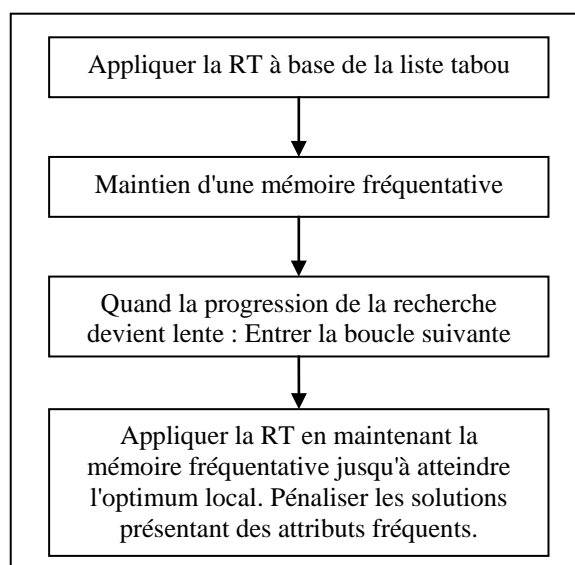 Appliquer la RT à base de la liste tabou
Maintien d'une mémoire fréquentative
Quand la progression de la recherche
devient lente : Entrer la boucle suivante
Appliquer la RT en maintenant la
mémoire fréquentative jusqu'à atteindre
l'optimum local. Pénaliser les solutions
présentant des attributs fréquents.